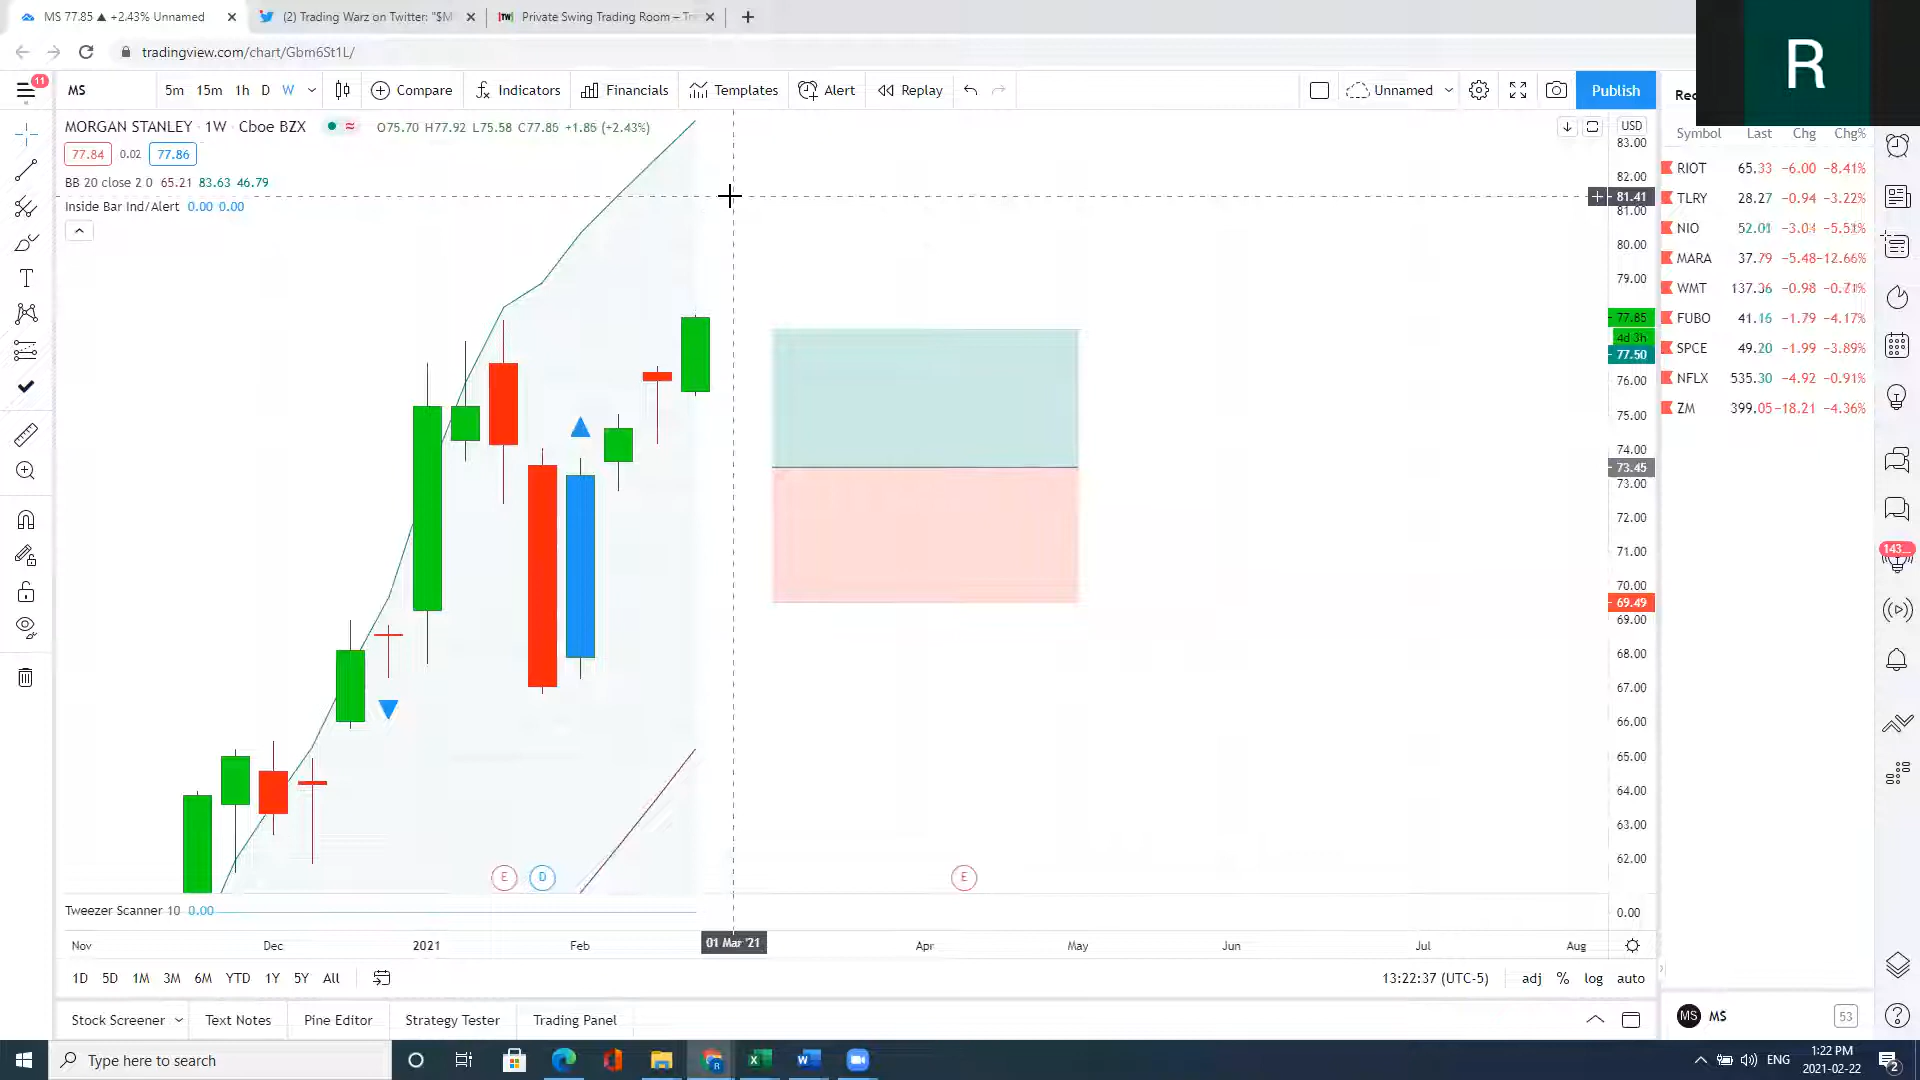 MS 77.85 ▲ +2.43% Unnamed
(2) Trading Warz on Twitter: "$M
Private Swing Trading Room – Tr
tradingview.com/chart/Gbm6St1L/
R
11
MS
5m 15m 1h D W
Compare
Indicators
Financials
Templates
Alert
Replay
Unnamed
Publish
MORGAN STANLEY · 1W · Cboe BZX
O75.70 H77.92 L75.58 C77.86 +1.85 (+2.43%)
77.84 0.02 77.86
BB 20 close 2 0 65.21 83.63 46.79
Inside Bar Ind/Alert 0.00 0.00
USD
83.00
82.00
81.41
81.00
80.00
79.00
77.85
4d 3h
77.50
76.00
75.00
74.00
73.45
73.00
72.00
71.00
70.00
69.49
69.00
68.00
67.00
66.00
65.00
64.00
63.00
62.00
0.00
E D E
Tweezer Scanner 10 0.00
Nov Dec 2021 Feb 01 Mar '21 Apr May Jun Jul Aug
1D 5D 1M 3M 6M YTD 1Y 5Y All
13:22:37 (UTC-5) adj % log auto
Stock Screener Text Notes Pine Editor Strategy Tester Trading Panel
Symbol Last Chg Chg%
RIOT 65.33 −6.00 −8.41%
TLRY 28.27 −0.94 −3.22%
NIO 52.01 −3.04
MARA 37.79 −5.48 −12.66%
WMT 137.36 −0.98
FUBO 41.16 −1.79 −4.17%
SPCE 49.20 −1.99 −3.89%
NFLX 535.30 −4.92 −0.91%
ZM 399.05 −18.21 −4.36%
MS MS 53
Type here to search
ENG
1:22 PM
2021-02-22
2